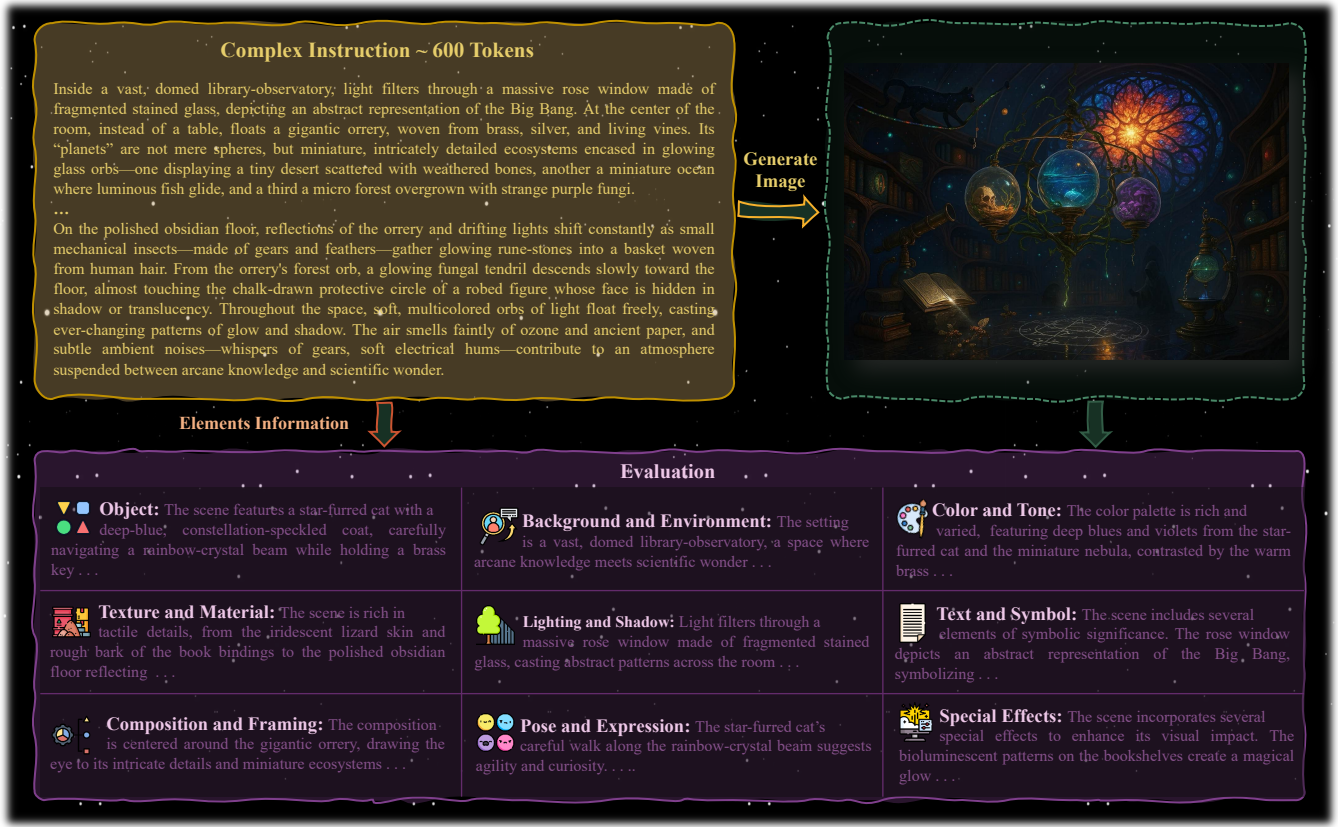 Complex Instruction ~ 600 Tokens
Inside a vast, domed library-observatory, light filters through a massive rose window made of
fragmented stained glass, depicting an abstract representation of the Big Bang. At the center of the
room, instead of a table, floats a gigantic orrery, woven from brass, silver, and living vines. Its
“planets” are not mere spheres, but miniature, intricately detailed ecosystems encased in glowing
glass orbs—one displaying a tiny desert scattered with weathered bones, another a miniature ocean
where luminous fish glide, and a third a micro forest overgrown with strange purple fungi.
...
On the polished obsidian floor, reflections of the orrery and drifting lights shift constantly as small
mechanical insects—made of gears and feathers—gather glowing rune-stones into a basket woven
from human hair. From the orrery's forest orb, a glowing fungal tendril descends slowly toward the
floor, almost touching the chalk-drawn protective circle of a robed figure whose face is hidden in
shadow or translucency. Throughout the space, soft, multicolored orbs of light float freely, casting
ever-changing patterns of glow and shadow. The air smells faintly of ozone and ancient paper, and
subtle ambient noises—whispers of gears, soft electrical hums—contribute to an atmosphere
suspended between arcane knowledge and scientific wonder.
Generate
Image
Elements Information
Evaluation
Object: The scene features a star-furred cat with a
deep-blue, constellation-speckled coat, carefully
navigating a rainbow-crystal beam while holding a brass
key . . .
Background and Environment: The setting
is a vast, domed library-observatory, a space where
arcane knowledge meets scientific wonder . . .
Color and Tone: The color palette is rich and
varied, featuring deep blues and violets from the star-
furred cat and the miniature nebula, contrasted by the warm
brass . . .
Texture and Material: The scene is rich in
tactile details, from the iridescent lizard skin and
rough bark of the book bindings to the polished obsidian
floor reflecting . . .
Lighting and Shadow: Light filters through a
massive rose window made of fragmented stained
glass, casting abstract patterns across the room . . .
Text and Symbol: The scene includes several
elements of symbolic significance. The rose window
depicts an abstract representation of the Big Bang,
symbolizing . . .
Composition and Framing: The composition
is centered around the gigantic orrery, drawing the
eye to its intricate details and miniature ecosystems . . .
Pose and Expression: The star-furred cat’s
careful walk along the rainbow-crystal beam suggests
agility and curiosity. . . ..
Special Effects: The scene incorporates several
special effects to enhance its visual impact. The
bioluminescent patterns on the bookshelves create a magical
glow . . .